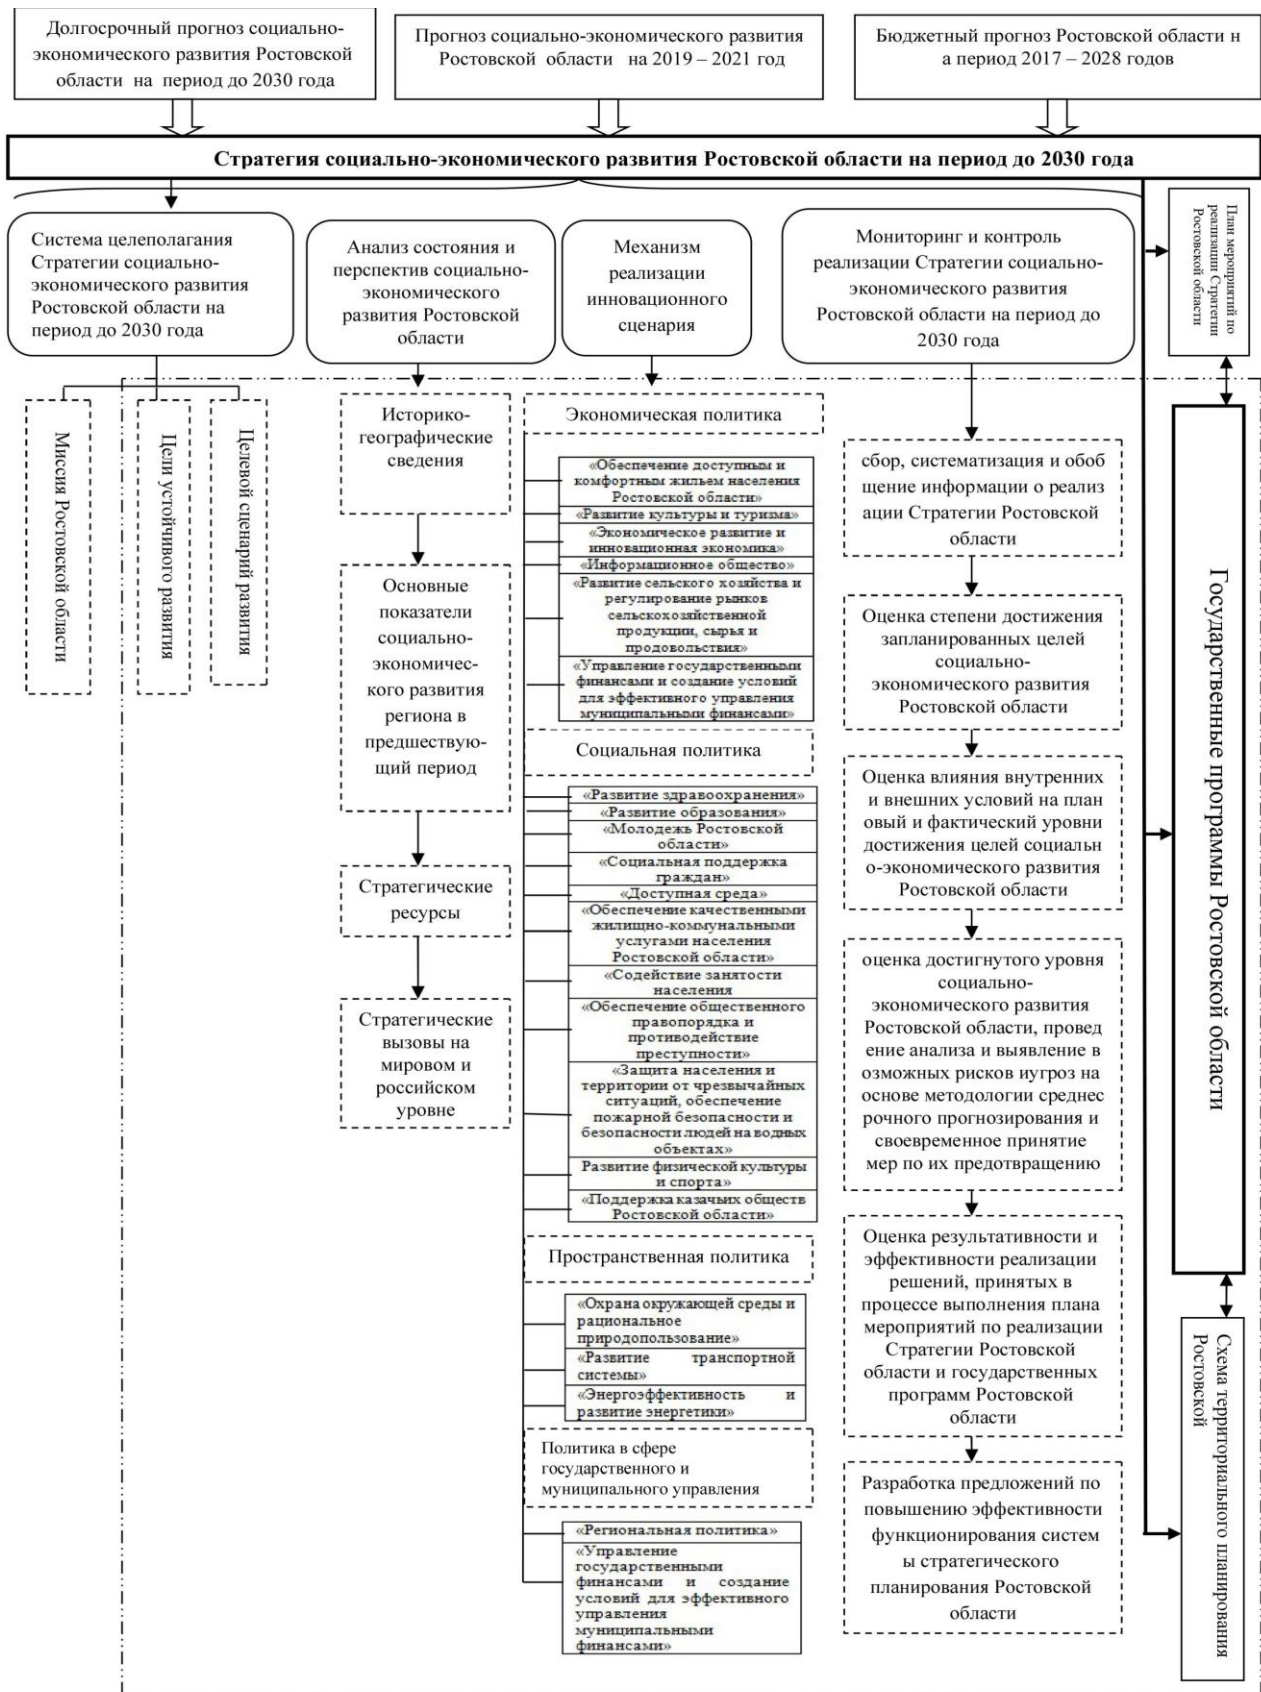 Долгосрочный прогноз социально-
экономического развития Ростовской
области на период до 2030 года
Прогноз социально-экономического развития
Ростовской области на 2019 – 2021 год
Бюджетный прогноз Ростовской области н
а период 2017 – 2028 годов
Стратегия социально-экономического развития Ростовской области на период до 2030 года
Система целеполагания
Стратегии социально-
экономического развития
Ростовской области на
период до 2030 года
Анализ состояния и
перспектив социально-
экономического
развития Ростовской
области
Механизм
реализации
инновационного
сценария
Мониторинг и контроль
реализации Стратегии социально-
экономического развития
Ростовской области на период до
2030 года
План мероприятий по
реализации Стратегии
Ростовской области
Миссия Ростовской
области
Цели устойчивого развития
Целевой сценарий развития
Историко-
географические
сведения
Основные
показатели
социально-
экономичес-
кого развития
региона в
предшествую-
щий период
Стратегические
ресурсы
Стратегические
вызовы на
мировом и
российском
уровне
Экономическая политика
«Обеспечение доступным и
комфортным жильем населения
Ростовской области»
«Развитие культуры и туризма»
«Экономическое развитие и
инновационная экономика»
«Информационное общество»
«Развитие сельского хозяйства и
регулирование рынков
сельскохозяйственной
продукции, сырья и
продовольствия»
«Управление государственными
финансами и создание условий
для эффективного управления
муниципальными финансами»
Социальная политика
«Развитие здравоохранения»
«Развитие образования»
«Молодежь Ростовской
области»
«Социальная поддержка
граждан»
«Доступная среда»
«Обеспечение качественными
жилищно-коммунальными
услугами населения
Ростовской области»
«Содействие занятости
населения
«Обеспечение общественного
правопорядка и
противодействие
преступности»
«Защита населения и
территории от чрезвычайных
ситуаций, обеспечение
пожарной безопасности и
безопасности людей на водных
объектах»
Развитие физической культуры
и спорта»
«Поддержка казачьих обществ
Ростовской области»
Пространственная политика
«Охрана окружающей среды и
рациональное
природопользование»
«Развитие транспортной
системы»
«Энергоэффективность и
развитие энергетики»
Политика в сфере
государственного и
муниципального управления
«Региональная политика»
«Управление
государственными
финансами и создание
условий для эффективного
управления
муниципальными
финансами»
сбор, систематизация и обоб
щение информации о реализ
ации Стратегии Ростовской
области
Оценка степени достижения
запланированных целей
социально-
экономического развития
Ростовской области
Оценка влияния внутренних
и внешних условий на план
овый и фактический уровни
достижения целей социальн
о-экономического развития
Ростовской области
оценка достигнутого уровня
социально-
экономического развития
Ростовской области, провед
ение анализа и выявление в
озможных рисков иугроз на
основе методологии среднес
рочного прогнозирования и
своевременное принятие
мер по их предотвращению
Оценка результативности и
эффективности реализации
решений, принятых в
процессе выполнения плана
мероприятий по реализации
Стратегии Ростовской
области и государственных
программ Ростовской
области
Разработка предложений по
повышению эффективности
функционирования систем
ы стратегического
планирования Ростовской
области
Государственные программы Ростовской области
Схема территориального планирования
Ростовской